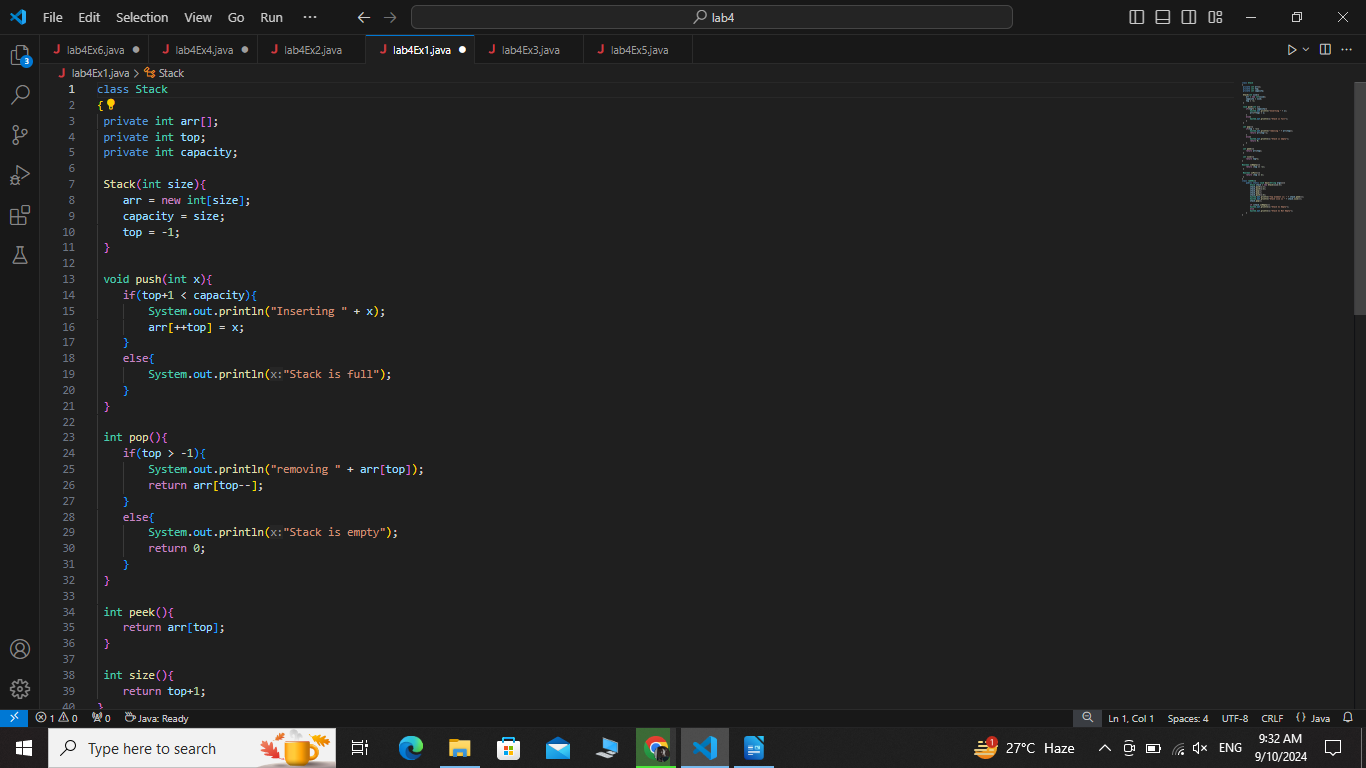 File Edit Selection View Go Run ··· lab4
lab4Ex6.java lab4Ex4.java lab4Ex2.java lab4Ex1.java lab4Ex3.java lab4Ex5.java
3
lab4Ex1.java > Stack
1 class Stack
2 {
3 private int arr[];
4 private int top;
5 private int capacity;
6
7 Stack(int size){
8 arr = new int[size];
9 capacity = size;
10 top = -1;
11 }
12
13 void push(int x){
14 if(top+1 < capacity){
15 System.out.println("Inserting " + x);
16 arr[++top] = x;
17 }
18 else{
19 System.out.println(x:"Stack is full");
20 }
21 }
22
23 int pop(){
24 if(top > -1){
25 System.out.println("removing " + arr[top]);
26 return arr[top--];
27 }
28 else{
29 System.out.println(x:"Stack is empty");
30 return 0;
31 }
32 }
33
34 int peek(){
35 return arr[top];
36 }
37
38 int size(){
39 return top+1;
40 }
1 0 0 Java: Ready Ln 1, Col 1 Spaces: 4 UTF-8 CRLF {} Java
Type here to search 1 27°C Haze ENG 9:32 AM
9/10/2024